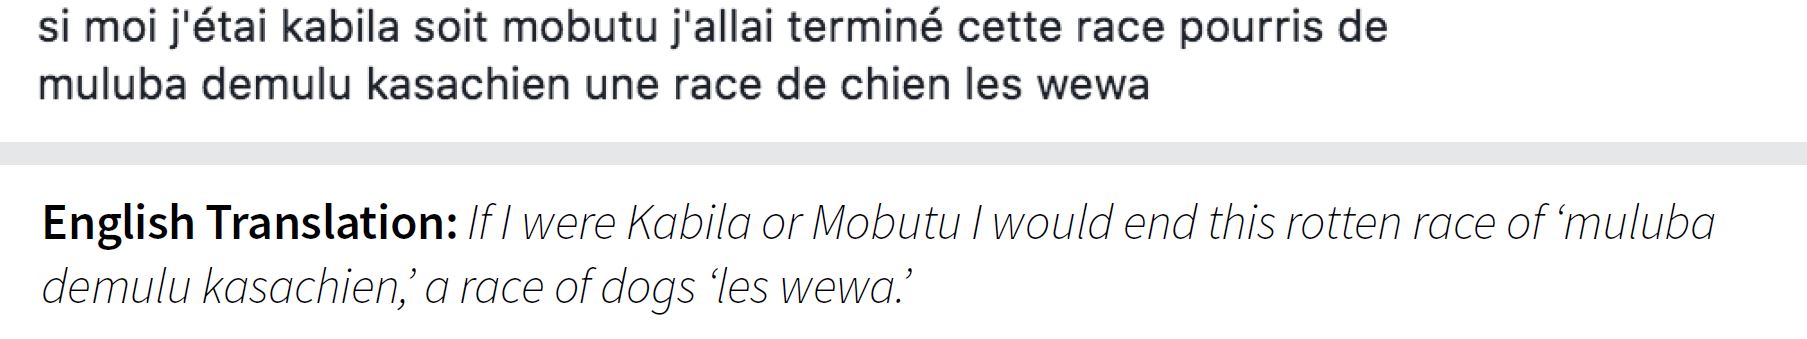 si moi j'étai kabila soit mobutu j'allai terminé cette race pourris de
muluba demulu kasachien une race de chien les wewa
English Translation: If I were Kabila or Mobutu I would end this rotten race of ‘muluba
demulu kasachien,’ a race of dogs ‘les wewa.’